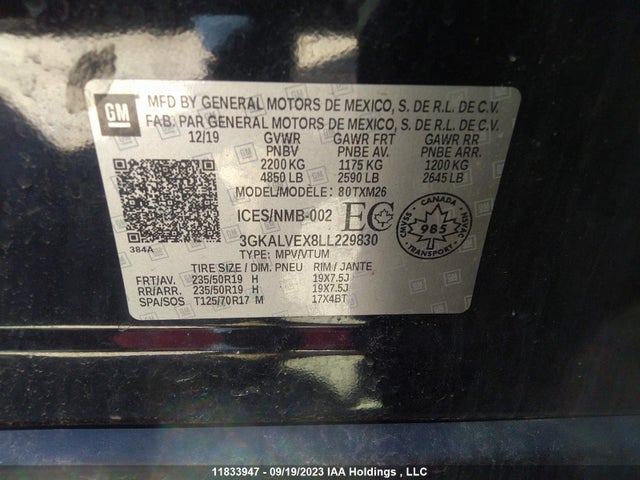 GM
MFD BY GENERAL MOTORS DE MEXICO, S. DE R.L. DE C.V.
FAB. PAR GENERAL MOTORS DE MEXICO, S. DE R.L. DE C.V.
12/19 GVWR GAWR FRT GAWR RR
PNBV PNBE AV. PNBE ARR.
2200 KG 1175 KG 1200 KG
4850 LB 2590 LB 2645 LB
MODEL/MODÈLE: 80TXM26
ICES/NMB-002 EC
CANADA
SVNAC NVAC
985
TRANSPORT
384A
3GKALVEX8LL229830
TYPE: MPV/VTUM
TIRE SIZE / DIM. PNEU RIM / JANTE
FRT/AV. 235/50R19 H 19X7.5J
RR/ARR. 235/50R19 H 19X7.5J
SPA/SOS T125/70R17 M 17X4BT
11833947 - 09/19/2023 IAA Holdings , LLC